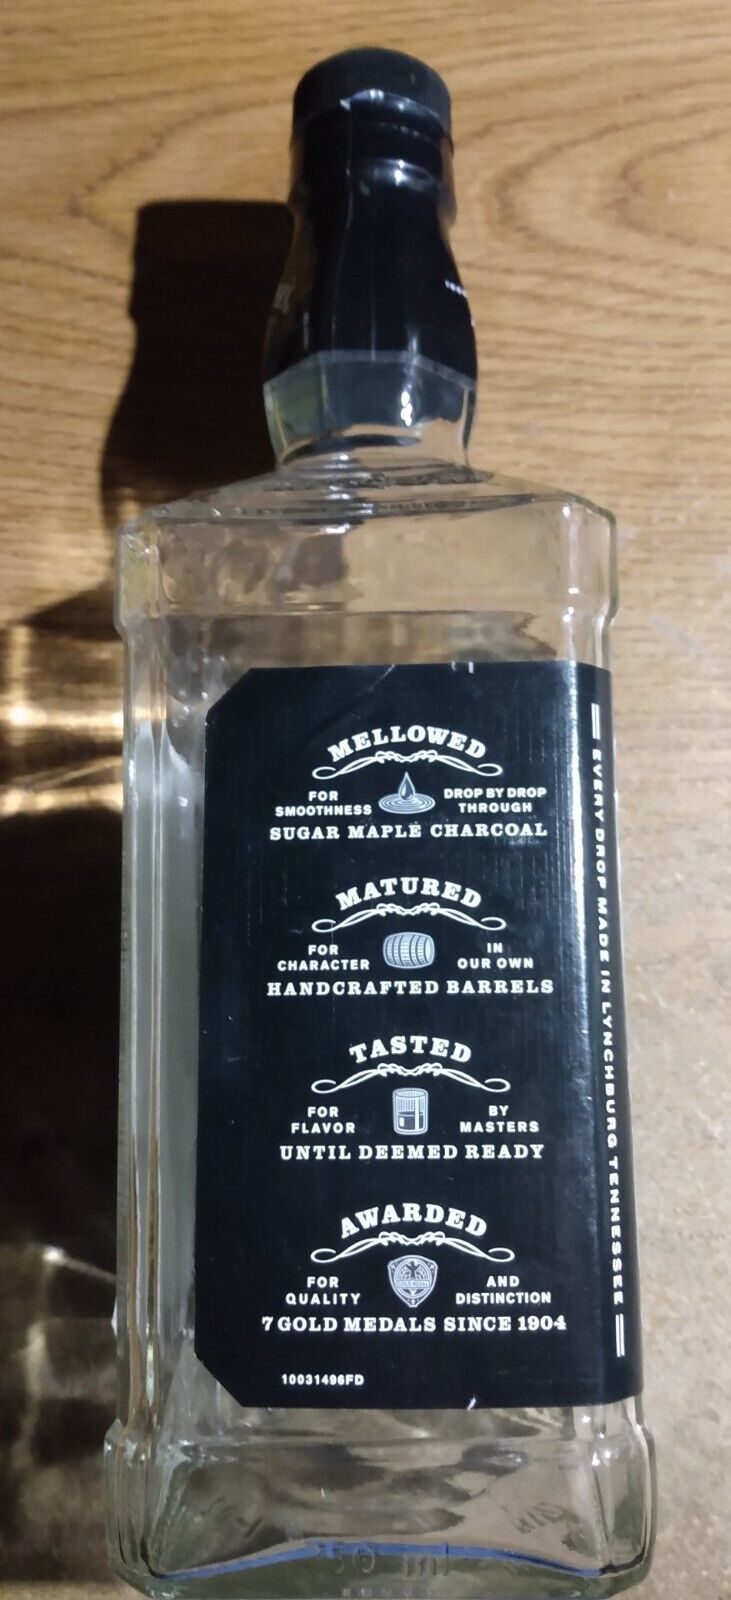 MELLOWED
FOR SMOOTHNESS DROP BY DROP THROUGH
SUGAR MAPLE CHARCOAL
MATURED
FOR CHARACTER IN OUR OWN
HANDCRAFTED BARRELS
TASTED
FOR FLAVOR BY MASTERS
UNTIL DEEMED READY
AWARDED
FOR QUALITY GOLD MEDAL AND DISTINCTION
7 GOLD MEDALS SINCE 1904
10031496FD
EVERY DROP MADE IN LYNCHBURG TENNESSEE